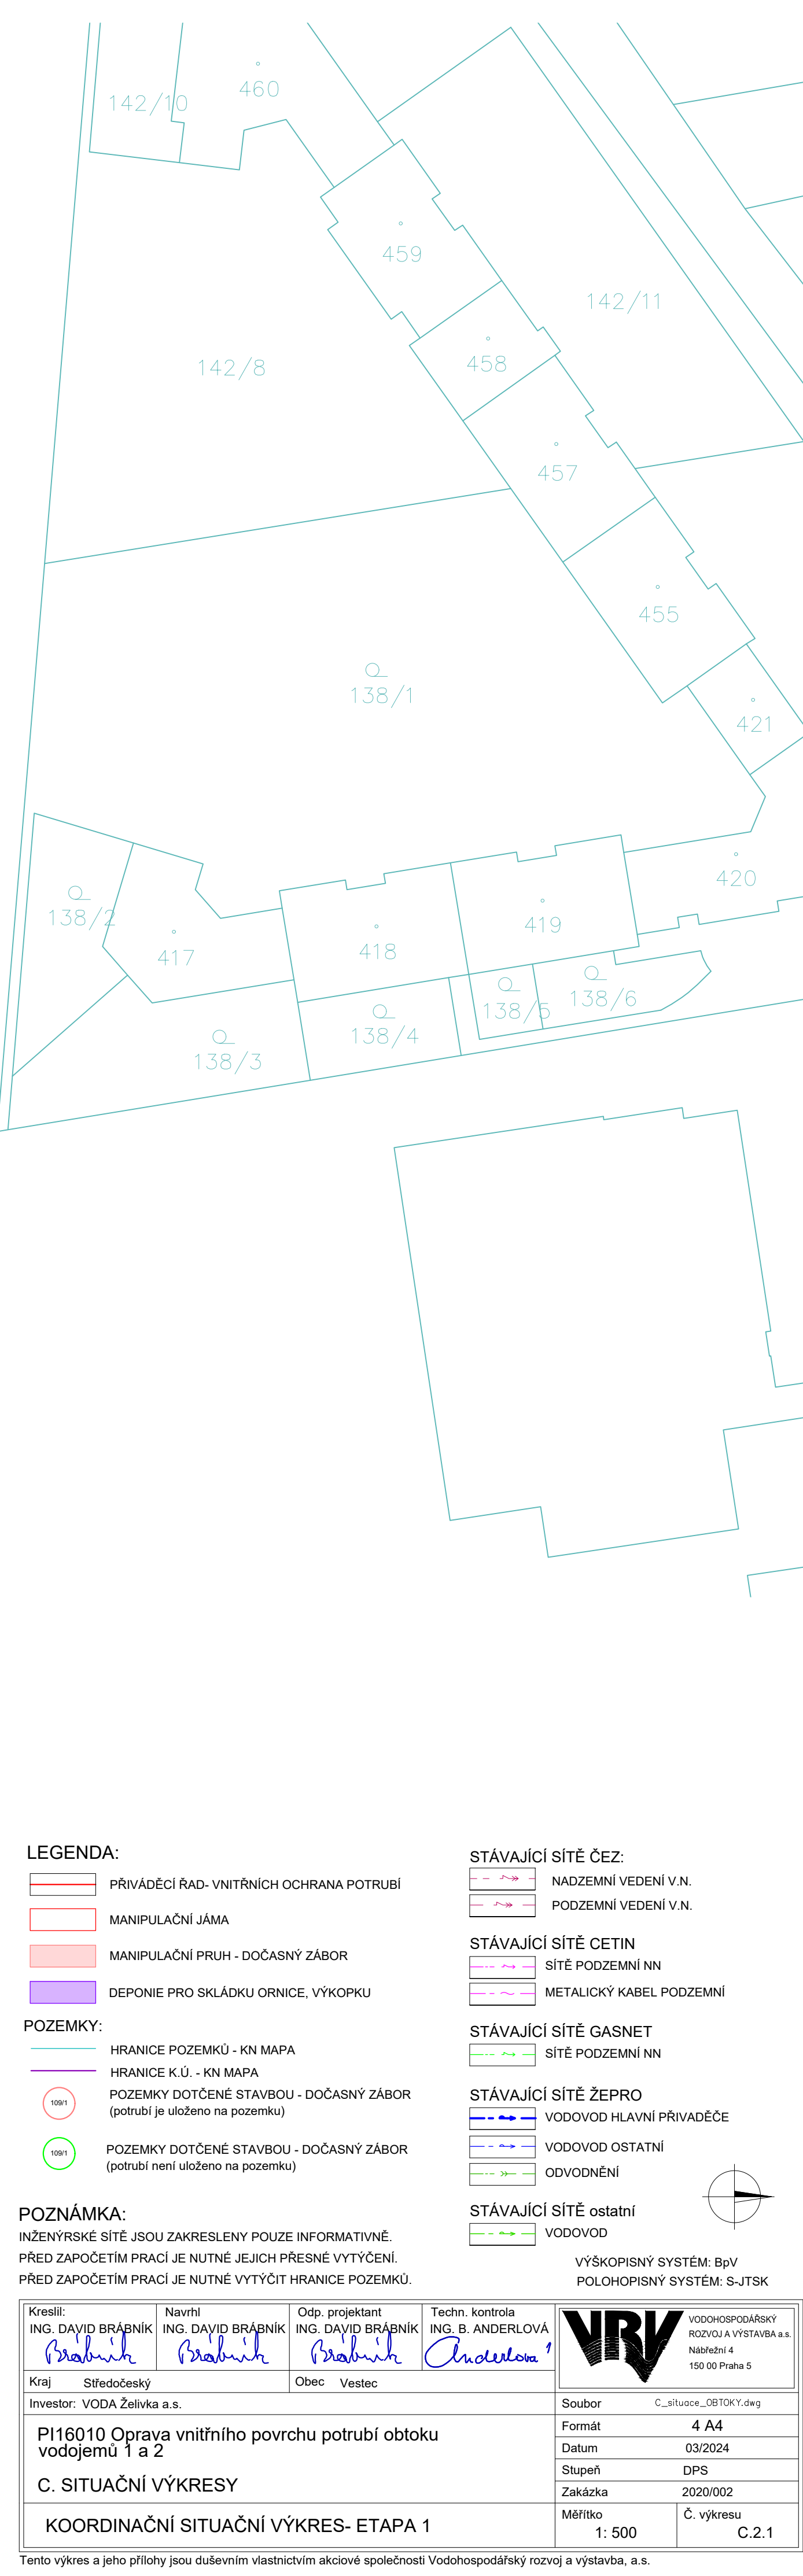 142/10
460
459
142/11
458
142/8
457
455
138/1
421
420
138/2
419
418
417
138/6
138/5
138/4
138/3
LEGENDA:
PŘIVÁDĚCÍ ŘAD- VNITŘNÍCH OCHRANA POTRUBÍ
MANIPULAČNÍ JÁMA
MANIPULAČNÍ PRUH - DOČASNÝ ZÁBOR
DEPONIE PRO SKLÁDKU ORNICE, VÝKOPKU
POZEMKY:
HRANICE POZEMKŮ - KN MAPA
HRANICE K.Ú. - KN MAPA
109/1
POZEMKY DOTČENÉ STAVBOU - DOČASNÝ ZÁBOR
(potrubí je uloženo na pozemku)
109/1
POZEMKY DOTČENÉ STAVBOU - DOČASNÝ ZÁBOR
(potrubí není uloženo na pozemku)
STÁVAJÍCÍ SÍTĚ ČEZ:
NADZEMNÍ VEDENÍ V.N.
PODZEMNÍ VEDENÍ V.N.
STÁVAJÍCÍ SÍTĚ CETIN
SÍTĚ PODZEMNÍ NN
METALICKÝ KABEL PODZEMNÍ
STÁVAJÍCÍ SÍTĚ GASNET
SÍTĚ PODZEMNÍ NN
STÁVAJÍCÍ SÍTĚ ŽEPRO
VODOVOD HLAVNÍ PŘIVADĚČE
VODOVOD OSTATNÍ
ODVODNĚNÍ
STÁVAJÍCÍ SÍTĚ ostatní
VODOVOD
POZNÁMKA:
INŽENÝRSKÉ SÍTĚ JSOU ZAKRESLENY POUZE INFORMATIVNĚ.
PŘED ZAPOČETÍM PRACÍ JE NUTNÉ JEJICH PŘESNÉ VYTÝČENÍ.
PŘED ZAPOČETÍM PRACÍ JE NUTNÉ VYTÝČIT HRANICE POZEMKŮ.
VÝŠKOPISNÝ SYSTÉM: BpV
POLOHOPISNÝ SYSTÉM: S-JTSK
Kreslil:
ING. DAVID BRÁBNÍK
Brábník
Navrhl
ING. DAVID BRÁBNÍK
Brábník
Odp. projektant
ING. DAVID BRÁBNÍK
Brábník
Techn. kontrola
ING. B. ANDERLOVÁ
Anderlová
VRV
VODOHOSPODÁŘSKÝ
ROZVOJ A VÝSTAVBA a.s.
Nábřežní 4
150 00 Praha 5
Kraj Středočeský
Obec Vestec
Investor: VODA Želivka a.s.
Soubor C_situace_OBTOKY.dwg
PI16010 Oprava vnitřního povrchu potrubí obtoku
vodojemů 1 a 2
C. SITUAČNÍ VÝKRESY
Formát 4 A4
Datum 03/2024
Stupeň DPS
Zakázka 2020/002
KOORDINAČNÍ SITUAČNÍ VÝKRES- ETAPA 1
Měřítko
1: 500
Č. výkresu
C.2.1
Tento výkres a jeho přílohy jsou duševním vlastnictvím akciové společnosti Vodohospodářský rozvoj a výstavba, a.s.